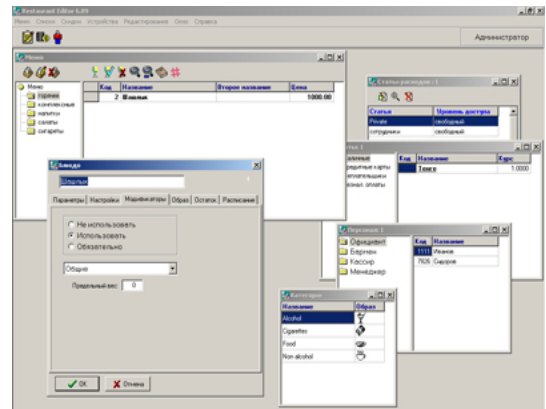 Restaurant Editor 6.09
Меню Список Скидки Устройства Редактирование Окно Справка
Администратор
Меню
Меню
горячее
комплексные
напитки
салаты
сигареты
Код Название Второе название Цена
2 Шашлык 1000.00
Статьи расходов : 1
Статья Уровень доступа
Private свободный
сотрудники свободный
Код Название Курс
Тенге 1.0000
Персонал: 1
Официант
Бармен
Кассир
Менеджер
Код Название
1111 Иванов
7826 Сидоров
Категории
Название Образ
Alcohol
Cigarettes
Food
Non alcohol
Блюдо
Шашлык
Параметры Настройки Модификаторы Образ Остаток Расписание
Не использовать
Использовать
Обязательно
Общие
Предельный вес: 0
OK Отмена